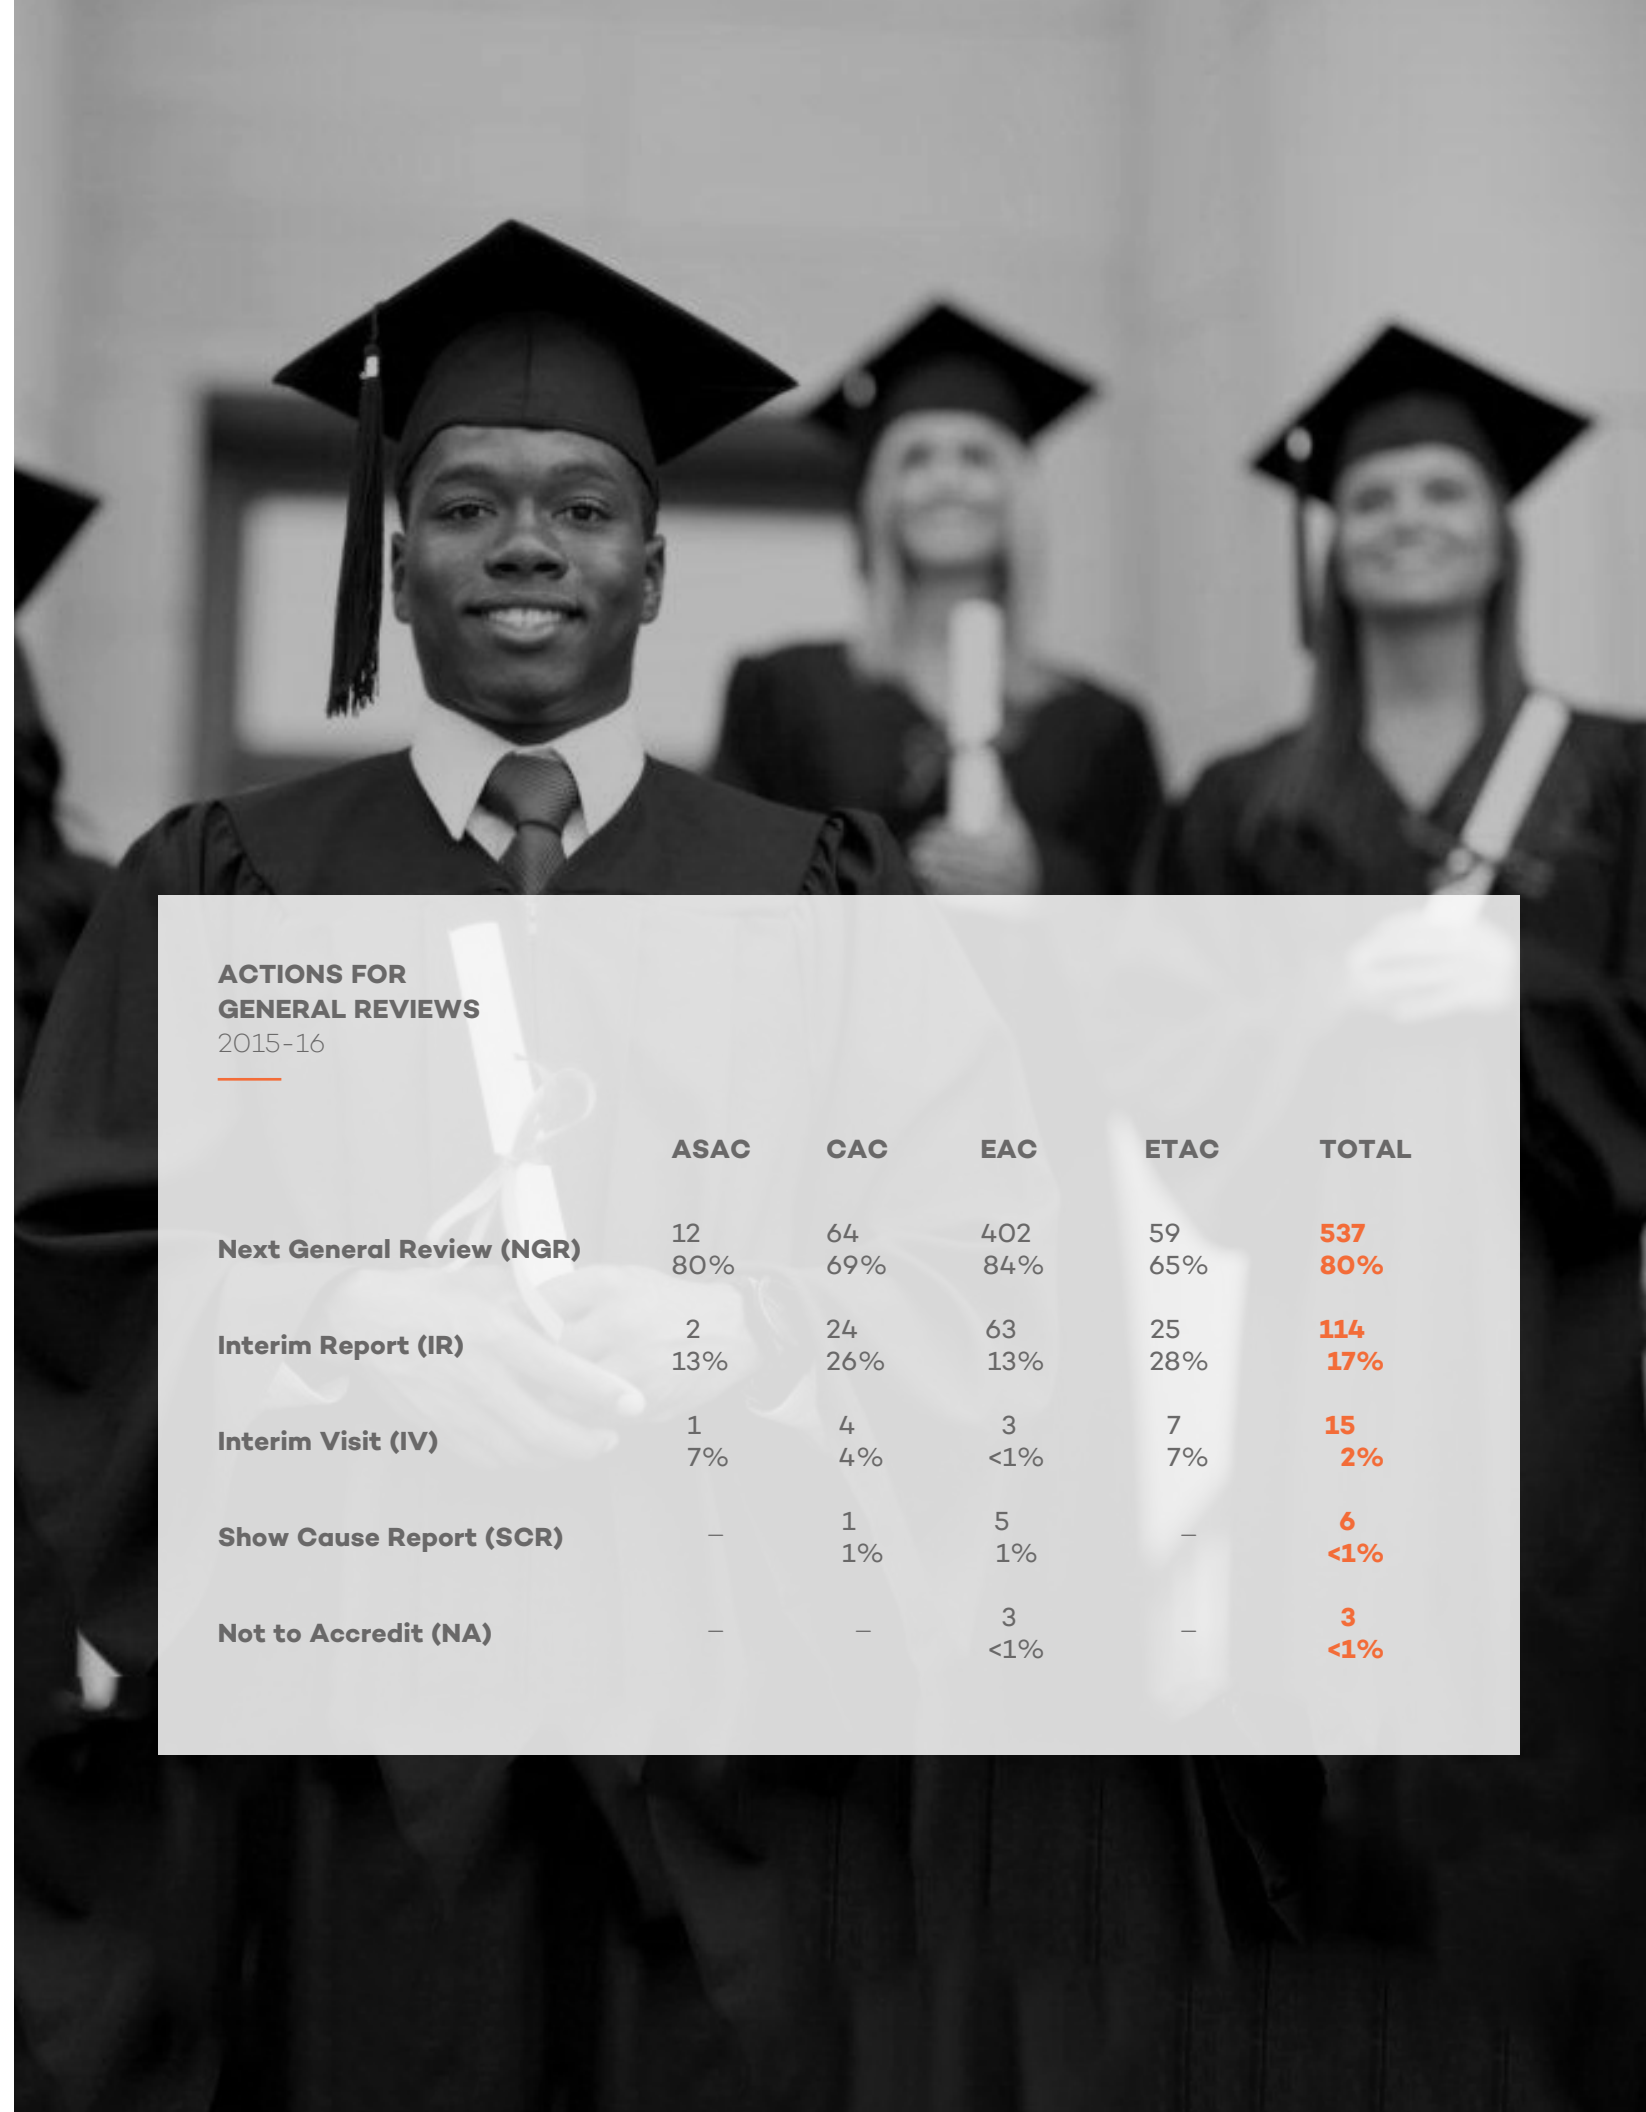 ACTIONS FOR
GENERAL REVIEWS
2015-16
ASAC CAC EAC ETAC TOTAL
Next General Review (NGR)
12 64 402 59 537
80% 69% 84% 65% 80%
Interim Report (IR)
2 24 63 25 114
13% 26% 13% 28% 17%
Interim Visit (IV)
1 4 3 7 15
7% 4% <1% 7% 2%
Show Cause Report (SCR)
– 1 5 – 6
1% 1% <1%
Not to Accredit (NA)
– – 3 – 3
<1% <1%